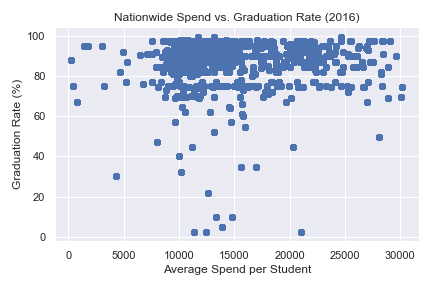 Nationwide Spend vs. Graduation Rate (2016)
100
80
60
40
20
0
Graduation Rate (%)
0 5000 10000 15000 20000 25000 30000
Average Spend per Student